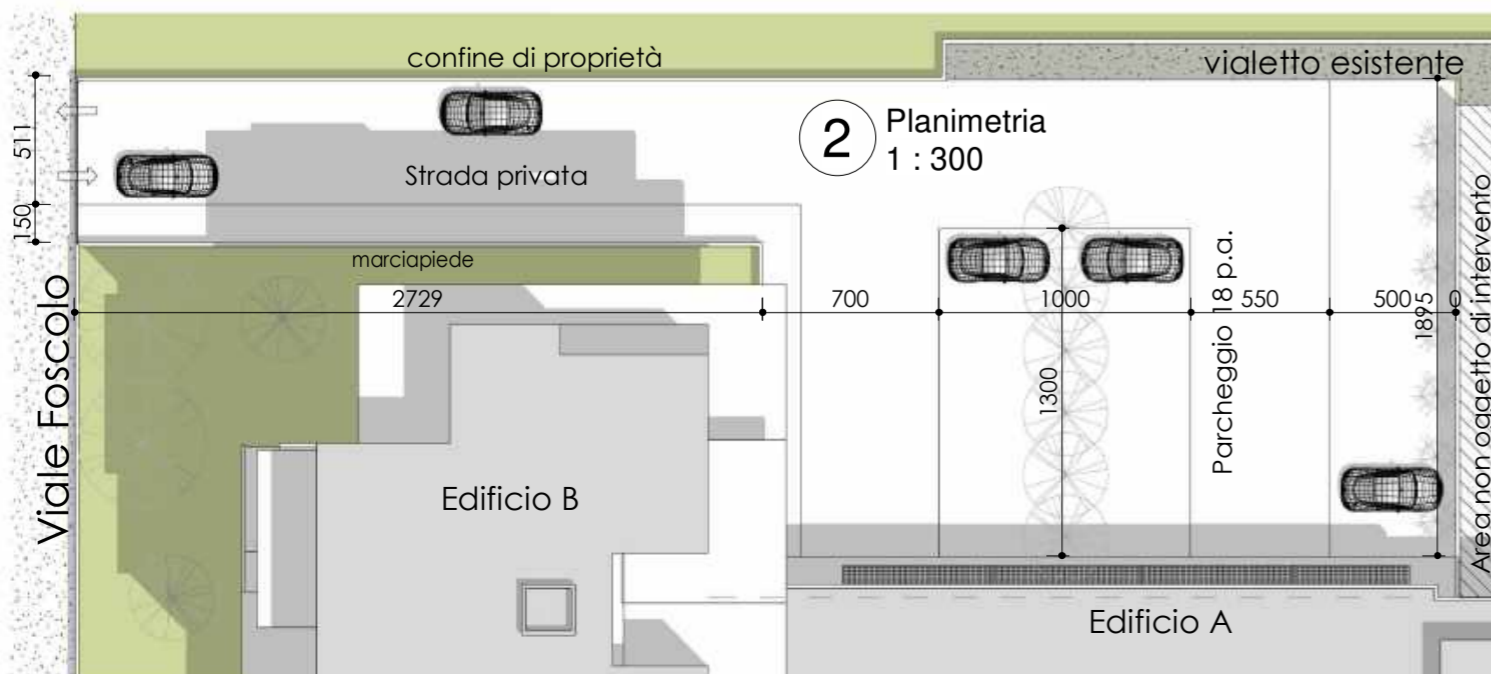 confine di proprietà
vialetto esistente
2
Planimetria
1 : 300
511
Strada privata
150
marciapiede
2729
700
1000
550
500
0
1895
1300
Parcheggio 18 p.a.
Viale Foscolo
Area non oggetto di intervento
Edificio B
Edificio A